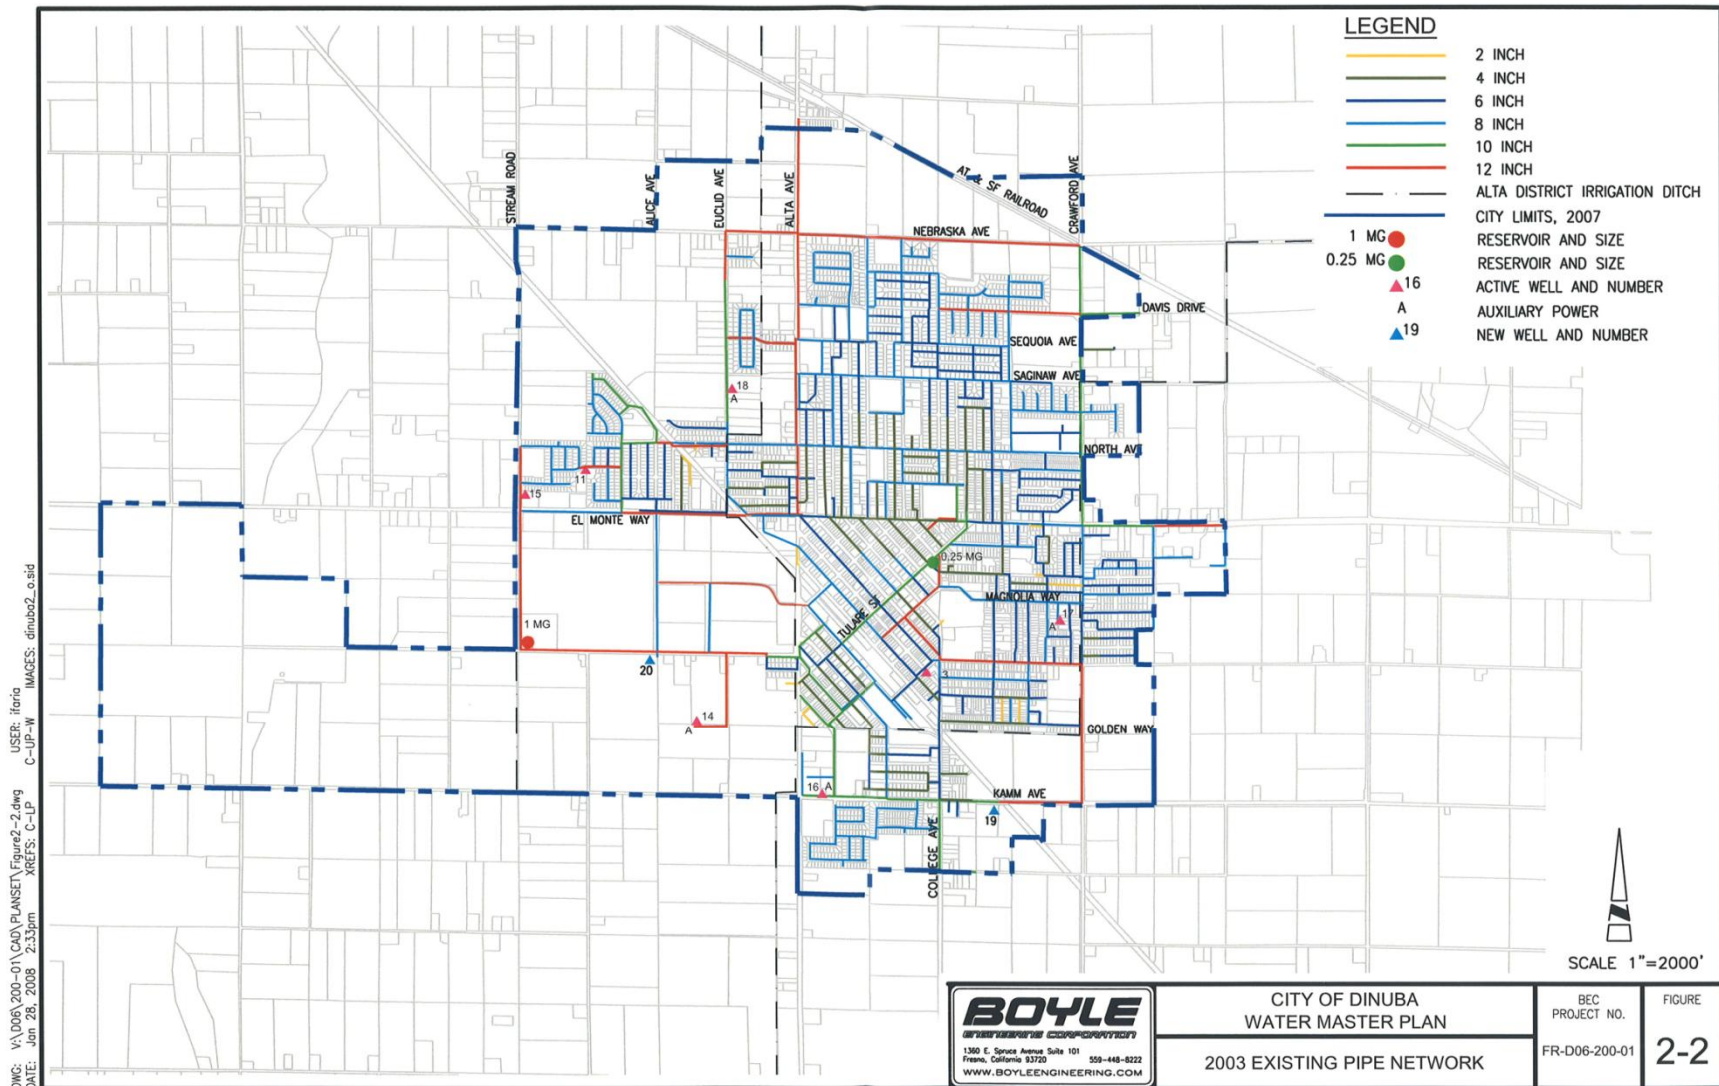 LEGEND
2 INCH
4 INCH
6 INCH
8 INCH
10 INCH
12 INCH
ALTA DISTRICT IRRIGATION DITCH
CITY LIMITS, 2007
1 MG RESERVOIR AND SIZE
0.25 MG RESERVOIR AND SIZE
16 ACTIVE WELL AND NUMBER
A AUXILIARY POWER
19 NEW WELL AND NUMBER
STREAM ROAD
ALICE AVE
EUCLID AVE
ALTA AVE
AT & SF RAILROAD
CRAWFORD AVE
NEBRASKA AVE
DAVIS DRIVE
SEQUOIA AVE
SAGINAW AVE
18
A
NORTH AVE
11
15
EL MONTE WAY
0.25 MG
MAGNOLIA WAY
TULARE ST
17
A
1 MG
20
3
14
A
GOLDEN WAY
16 A
KAMM AVE
19
COLLEGE AVE
SCALE 1"=2000'
BOYLE
ENGINEERING CORPORATION
1360 E. Spruce Avenue Suite 101
Fresno, California 93720 559-448-8222
WWW.BOYLEENGINEERING.COM
CITY OF DINUBA
WATER MASTER PLAN
2003 EXISTING PIPE NETWORK
BEC
PROJECT NO.
FR-D06-200-01
FIGURE
2-2
DWG: V:\D06\200-01\CAD\PLANSET\Figure2-2.dwg USER: ifaria
DATE: Jan 28, 2008 2:33pm XREFS: C-LP C-UP-W IMAGES: dinuba2_o.sid